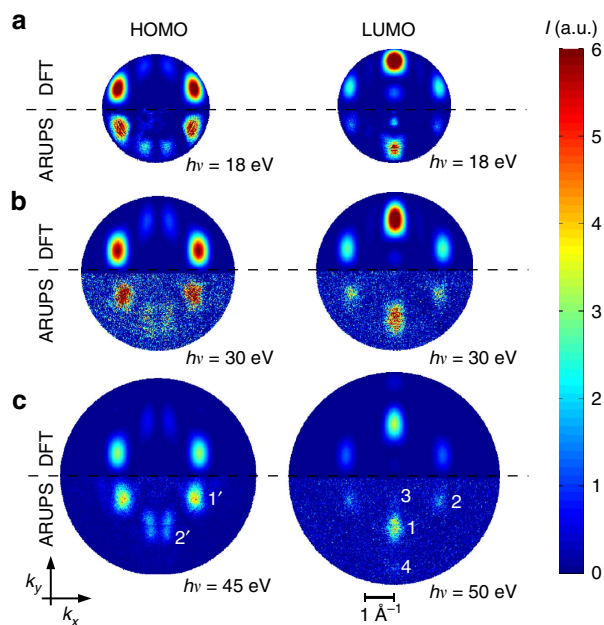 a
HOMO
LUMO
I (a.u.)
DFT
ARUPS
hν = 18 eV
hν = 18 eV
b
DFT
ARUPS
hν = 30 eV
hν = 30 eV
c
DFT
ARUPS
1′
2′
3
2
1
4
hν = 45 eV
hν = 50 eV
ky
kx
1 Å−1
6
5
4
3
2
1
0